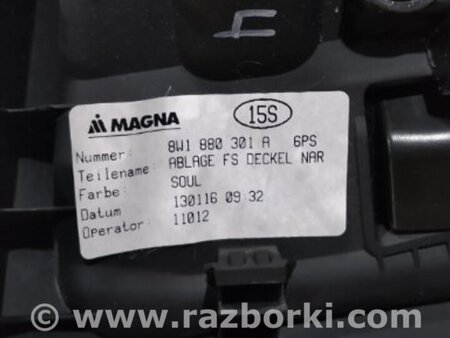 F
MAGNA
15S
Nummer: 8W1 880 301 A 6PS
Teilename: ABLAGE FS DECKEL NAR
Farbe: SOUL
Datum 130116 09:32
Operator: 11012
© www.razborki.com